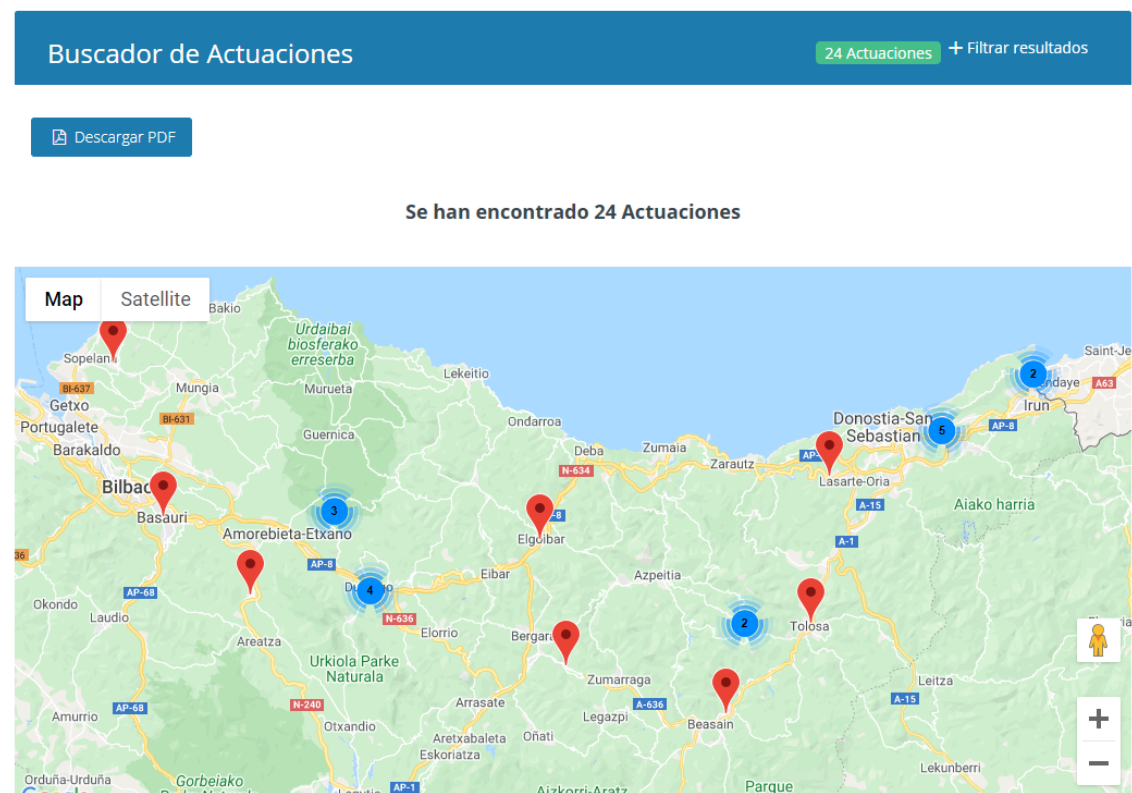 Buscador de Actuaciones
24 Actuaciones
Filtrar resultados
Descargar PDF
Se han encontrado 24 Actuaciones
Map
Satellite
Bakio
Urdaibai
biosferako
erreserba
Sopelan
Lekeitio
Saint-Je
2
BI-637
Mungia
Murueta
A63
Getxo
Irun
Portugalete
BI-631
Ondarroa
Donostia-San
Sebastian
5
AP-8
Guernica
Barakaldo
Deba
Zumaia
Zarautz
N-634
Lasarte-Oria
Bilbao
Basauri
3
A-15
Aiako harria
Amorebieta-Etxano
Elgoibar
A-1
AP-8
Eibar
Azpeitia
4
AP-68
Okondo
Laudio
N-636
2
Tolosa
Elorrio
Bergara
Areatza
Urkiola Parke
Naturala
Zumarraga
Leitza
A-15
Arrasate
A-636
N-240
AP-68
Amurrio
Otxandio
Legazpi
Beasain
Aretxabaleta
Oñati
Eskoriatza
Lekunberri
Orduña-Urduña
Gorbeiako
AP-1
Aizkorri-Aratz
Parque